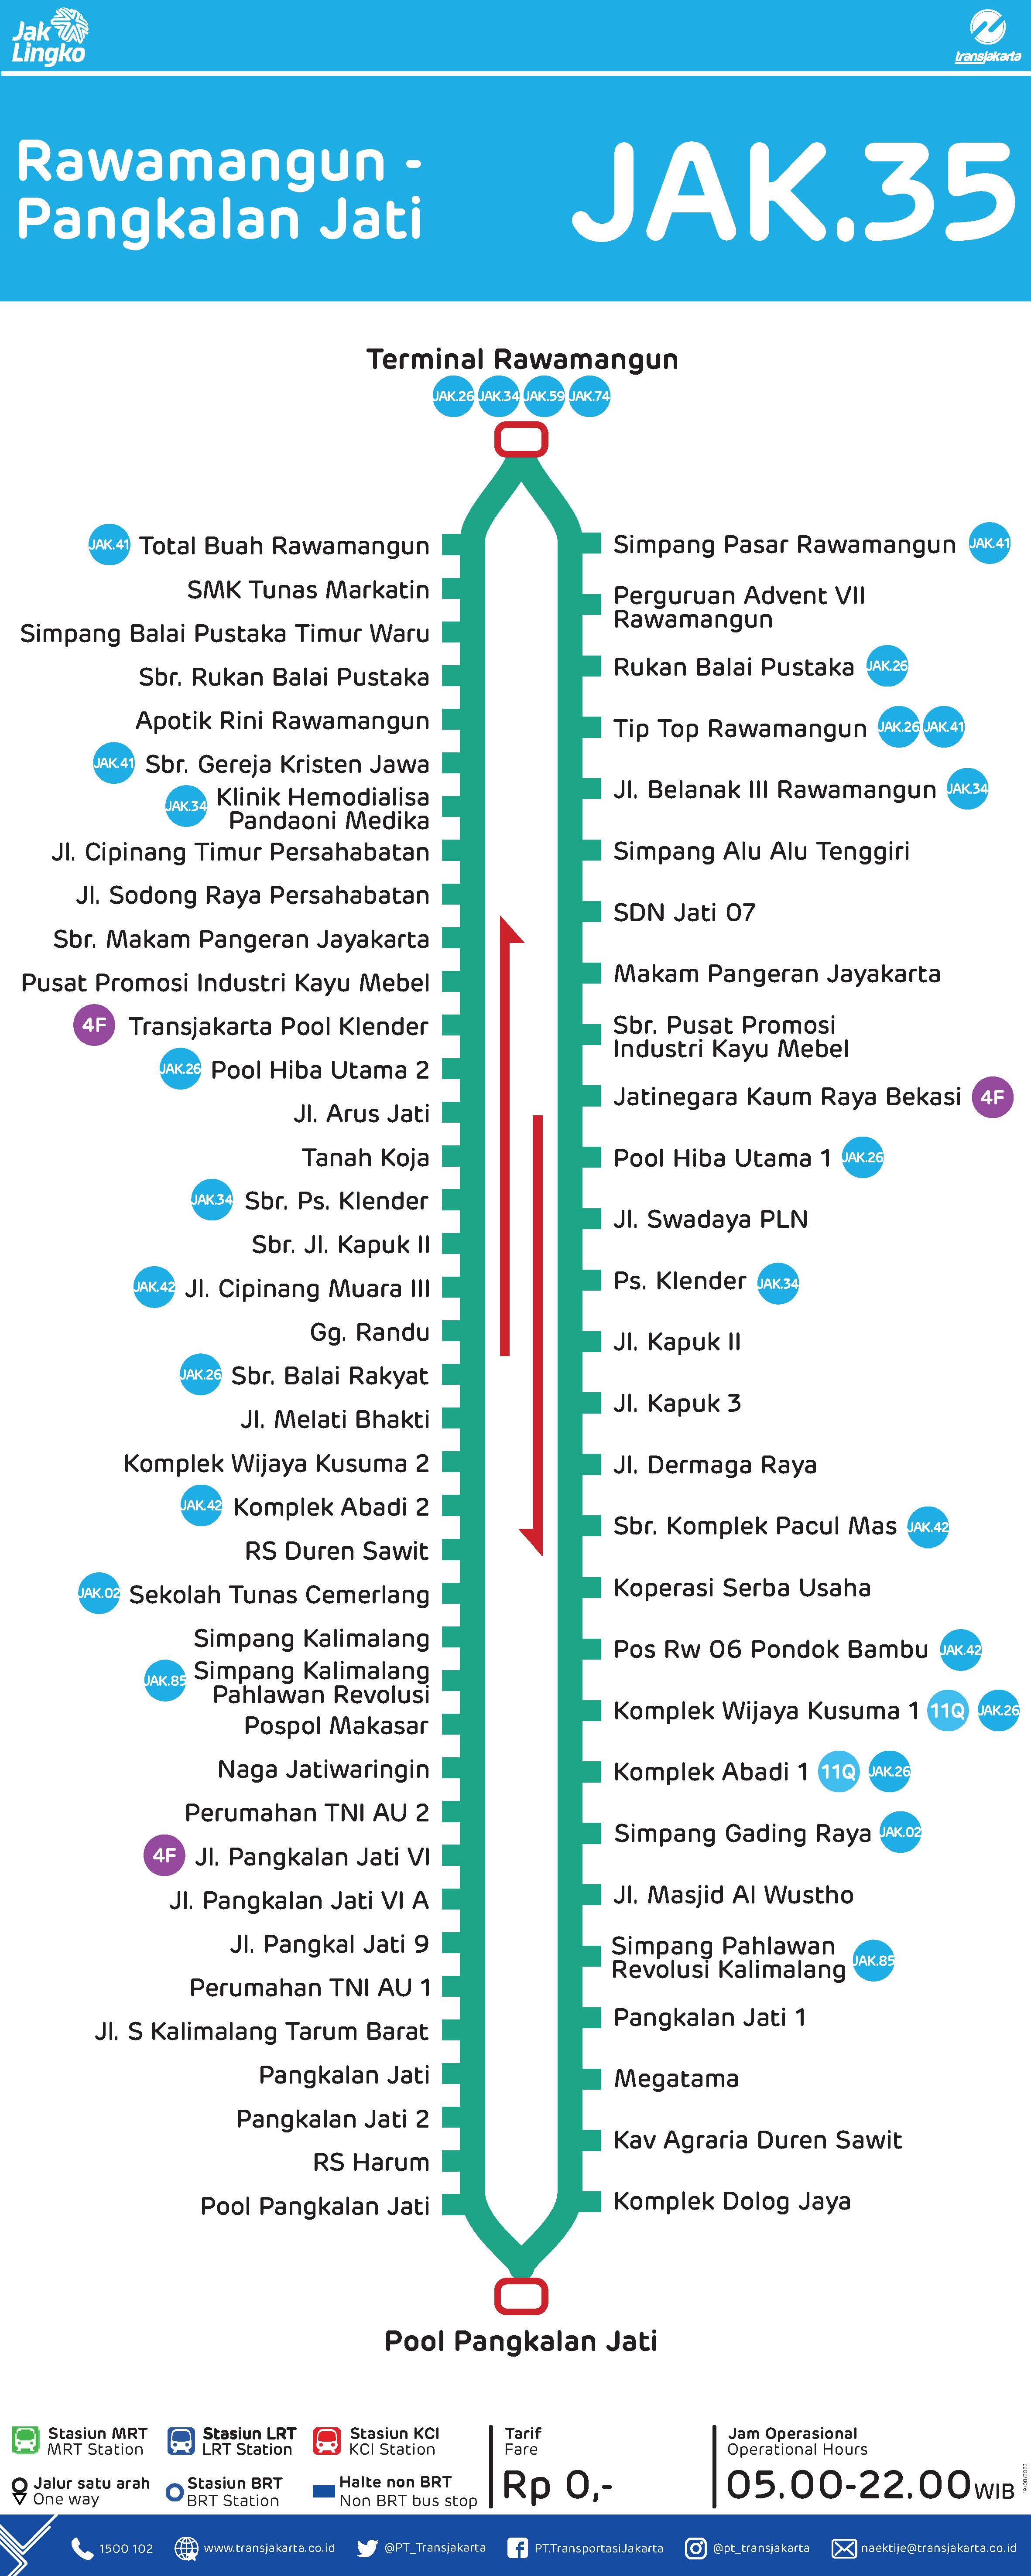 Jak
Lingko
transjakarta
Rawamangun -
Pangkalan Jati
JAK.35
Terminal Rawamangun
JAK.26 JAK.34 JAK.59 JAK.74
JAK.41 Total Buah Rawamangun
SMK Tunas Markatin
Simpang Balai Pustaka Timur Waru
Sbr. Rukan Balai Pustaka
Apotik Rini Rawamangun
JAK.41 Sbr. Gereja Kristen Jawa
JAK.34 Klinik Hemodialisa
Pandaoni Medika
Jl. Cipinang Timur Persahabatan
Jl. Sodong Raya Persahabatan
Sbr. Makam Pangeran Jayakarta
Pusat Promosi Industri Kayu Mebel
4F Transjakarta Pool Klender
JAK.26 Pool Hiba Utama 2
Jl. Arus Jati
Tanah Koja
JAK.34 Sbr. Ps. Klender
Sbr. Jl. Kapuk II
JAK.42 Jl. Cipinang Muara III
Gg. Randu
JAK.26 Sbr. Balai Rakyat
Jl. Melati Bhakti
Komplek Wijaya Kusuma 2
JAK.42 Komplek Abadi 2
RS Duren Sawit
JAK.02 Sekolah Tunas Cemerlang
Simpang Kalimalang
JAK.85 Simpang Kalimalang
Pahlawan Revolusi
Pospol Makasar
Naga Jatiwaringin
Perumahan TNI AU 2
4F Jl. Pangkalan Jati VI
Jl. Pangkalan Jati VI A
Jl. Pangkal Jati 9
Perumahan TNI AU 1
Jl. S Kalimalang Tarum Barat
Pangkalan Jati
Pangkalan Jati 2
RS Harum
Pool Pangkalan Jati
Simpang Pasar Rawamangun JAK.41
Perguruan Advent VII
Rawamangun
Rukan Balai Pustaka JAK.26
Tip Top Rawamangun JAK.26 JAK.41
Jl. Belanak III Rawamangun JAK.34
Simpang Alu Alu Tenggiri
SDN Jati 07
Makam Pangeran Jayakarta
Sbr. Pusat Promosi
Industri Kayu Mebel
Jatinegara Kaum Raya Bekasi 4F
Pool Hiba Utama 1 JAK.26
Jl. Swadaya PLN
Ps. Klender JAK.34
Jl. Kapuk II
Jl. Kapuk 3
Jl. Dermaga Raya
Sbr. Komplek Pacul Mas JAK.42
Koperasi Serba Usaha
Pos Rw 06 Pondok Bambu JAK.42
Komplek Wijaya Kusuma 1 11Q JAK.26
Komplek Abadi 1 11Q JAK.26
Simpang Gading Raya JAK.02
Jl. Masjid Al Wustho
Simpang Pahlawan
Revolusi Kalimalang JAK.85
Pangkalan Jati 1
Megatama
Kav Agraria Duren Sawit
Komplek Dolog Jaya
Pool Pangkalan Jati
Stasiun MRT
MRT Station
Stasiun LRT
LRT Station
Stasiun KCI
KCI Station
Jalur satu arah
One way
Stasiun BRT
BRT Station
Halte non BRT
Non BRT bus stop
Tarif
Fare
Rp 0,-
Jam Operasional
Operational Hours
05.00-22.00 WIB
19/06/2022
1500 102
www.transjakarta.co.id
@PT_Transjakarta
PT.TransportasiJakarta
@pt_transjakarta
naektije@transjakarta.co.id